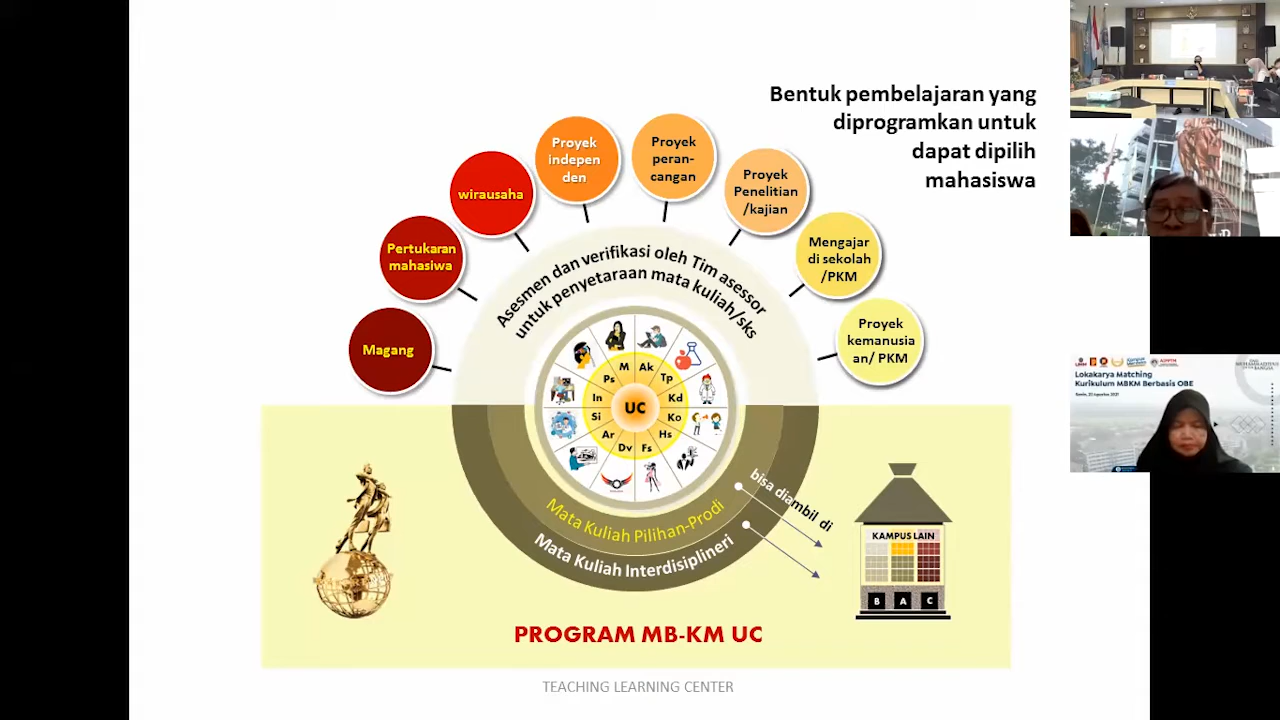 Bentuk pembelajaran yang
diprogramkan untuk
dapat dipilih
mahasiswa
Magang
Pertukaran
mahasiwa
wirausaha
Proyek
indepen
den
Proyek
peran-
cangan
Proyek
Penelitian
/kajian
Mengajar
di sekolah
/PKM
Proyek
kemanusia
an/ PKM
Asesmen dan verifikasi oleh Tim asessor
untuk penyetaraan mata kuliah/sks
M
Ak
Tp
Kd
Ko
Hs
Fs
Dv
Ar
Si
In
Ps
UC
Mata Kuliah Pilihan-Prodi
Mata Kuliah Interdisiplineri
bisa diambil di
KAMPUS LAIN
B A C
PROGRAM MB-KM UC
TEACHING LEARNING CENTER
Lokakarya Matching
Kurikulum MBKM Berbasis OBE